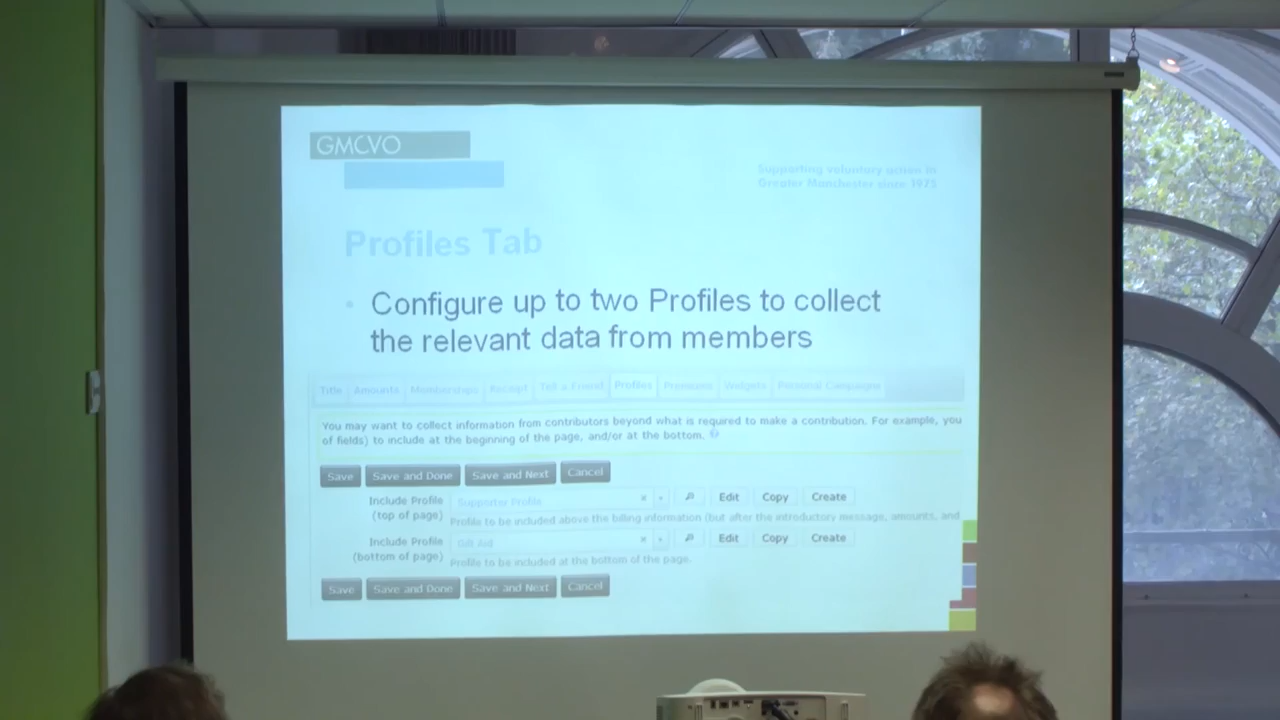 GMCVO
Supporting voluntary action in
Greater Manchester since 1975
Profiles Tab
• Configure up to two Profiles to collect
the relevant data from members
Title Amounts Memberships Receipt Tell a Friend Profiles Premiums Widgets Personal Campaigns
You may want to collect information from contributors beyond what is required to make a contribution. For example, you
of fields) to include at the beginning of the page, and/or at the bottom.
Save Save and Done Save and Next Cancel
Include Profile Supporter Profile Edit Copy Create
(top of page)
Profile to be included above the billing information (but after the introductory message, amounts, and
Include Profile Gift Aid Edit Copy Create
(bottom of page)
Profile to be included at the bottom of the page.
Save Save and Done Save and Next Cancel